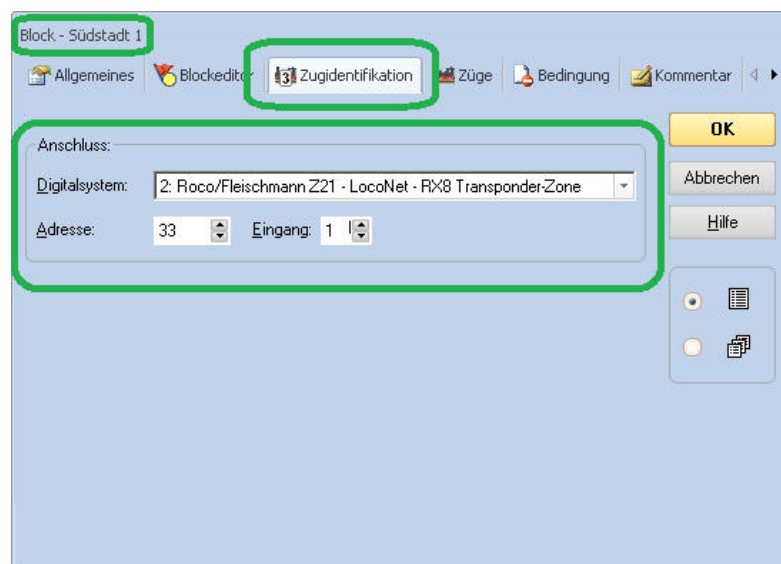 Block - Südstadt 1
Allgemeines Blockeditor Zugidentifikation Züge Bedingung Kommentar
Anschluss:
Digitalsystem: 2: Roco/Fleischmann Z21 - LocoNet - RX8 Transponder-Zone
Adresse: 33 Eingang: 1
OK
Abbrechen
Hilfe